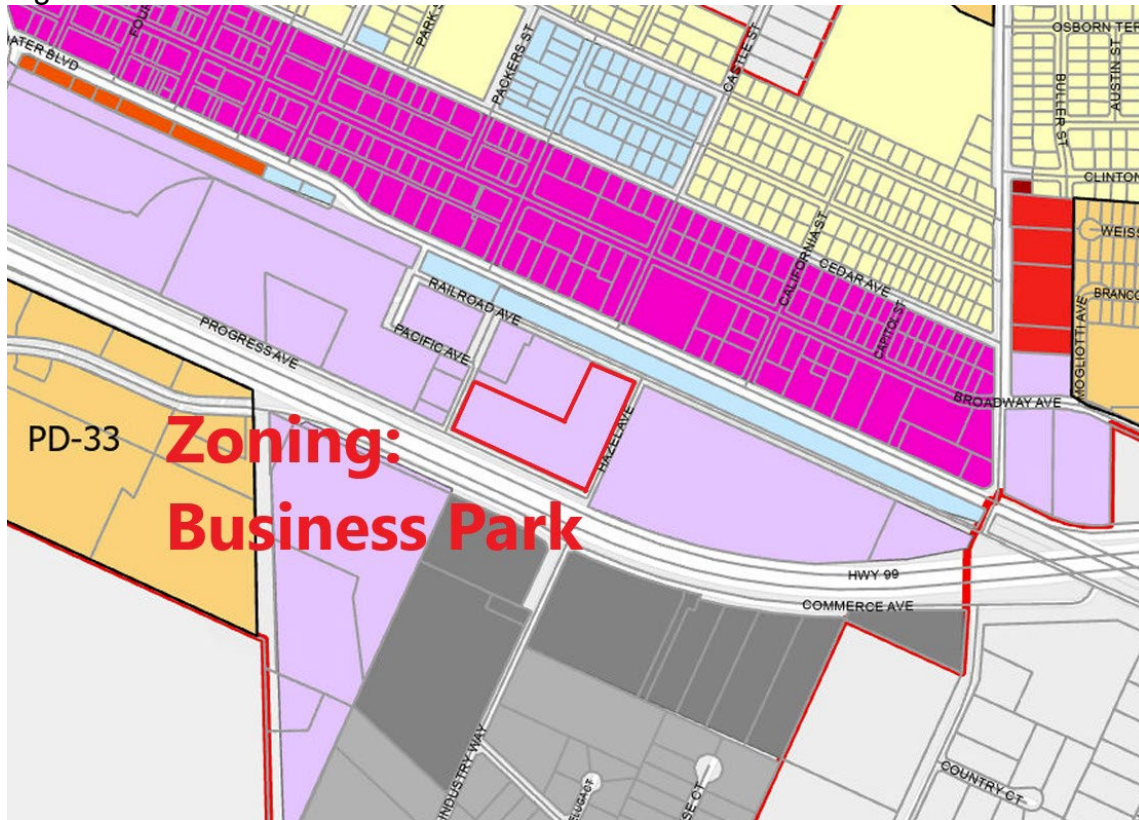 PACKERS ST
CASTLE ST
OSBORN TER
AUSTIN ST
BULLER ST
CLINTON
WEISS
BRANCO
MOGLIOTTI AVE
CALIFORNIA ST
CEDAR AVE
CAPITOL ST
BROADWAY AVE
RAILROAD AVE
PACIFIC AVE
PROGRESS AVE
HAZEL AVE
PD-33
Zoning:
Business Park
HWY 99
COMMERCE AVE
INDUSTRY WAY
COUNTRY CT